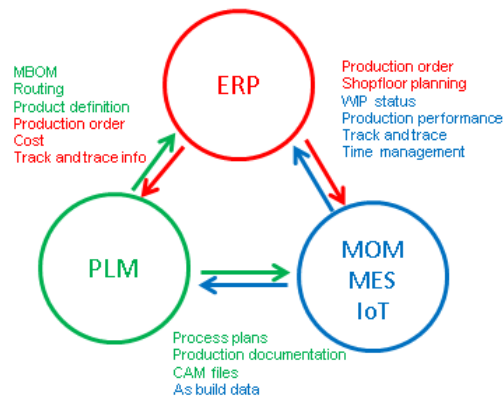 ERP
MBOM
Routing
Product definition
Production order
Cost
Track and trace info
Production order
Shopfloor planning
WIP status
Production performance
Track and trace
Time management
PLM
MOM
MES
IoT
Process plans
Production documentation
CAM files
As build data